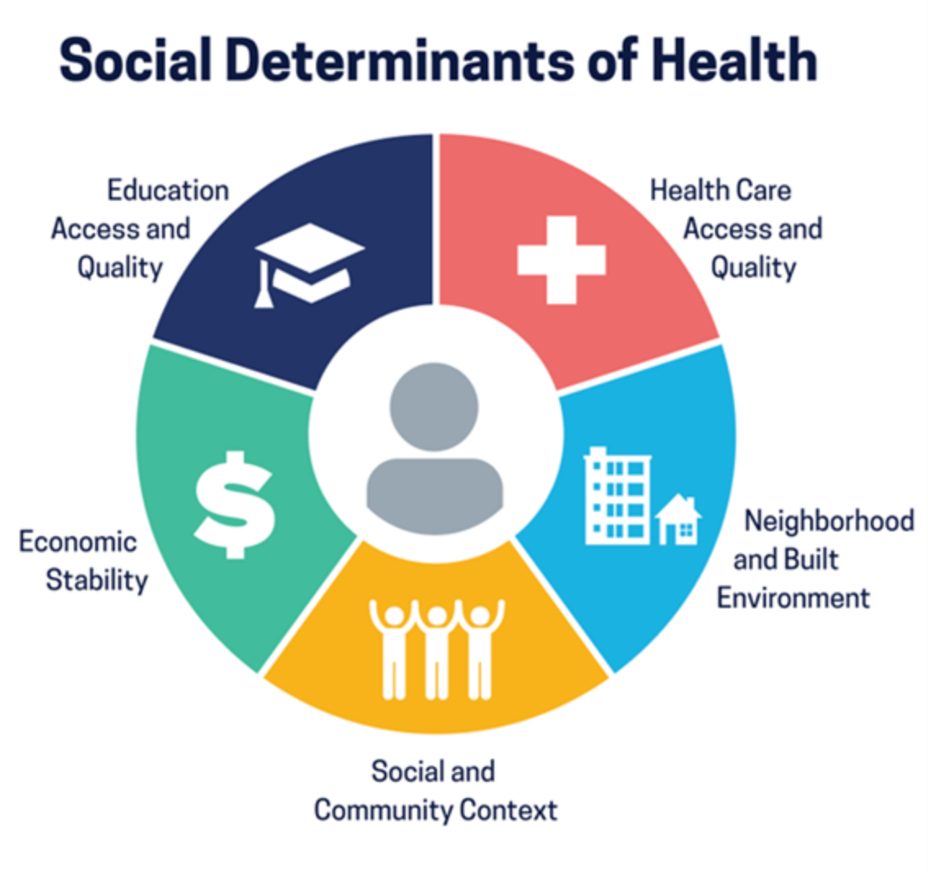 Social Determinants of Health
Education
Access and
Quality
Health Care
Access and
Quality
Economic
Stability
Neighborhood
and Built
Environment
Social and
Community Context